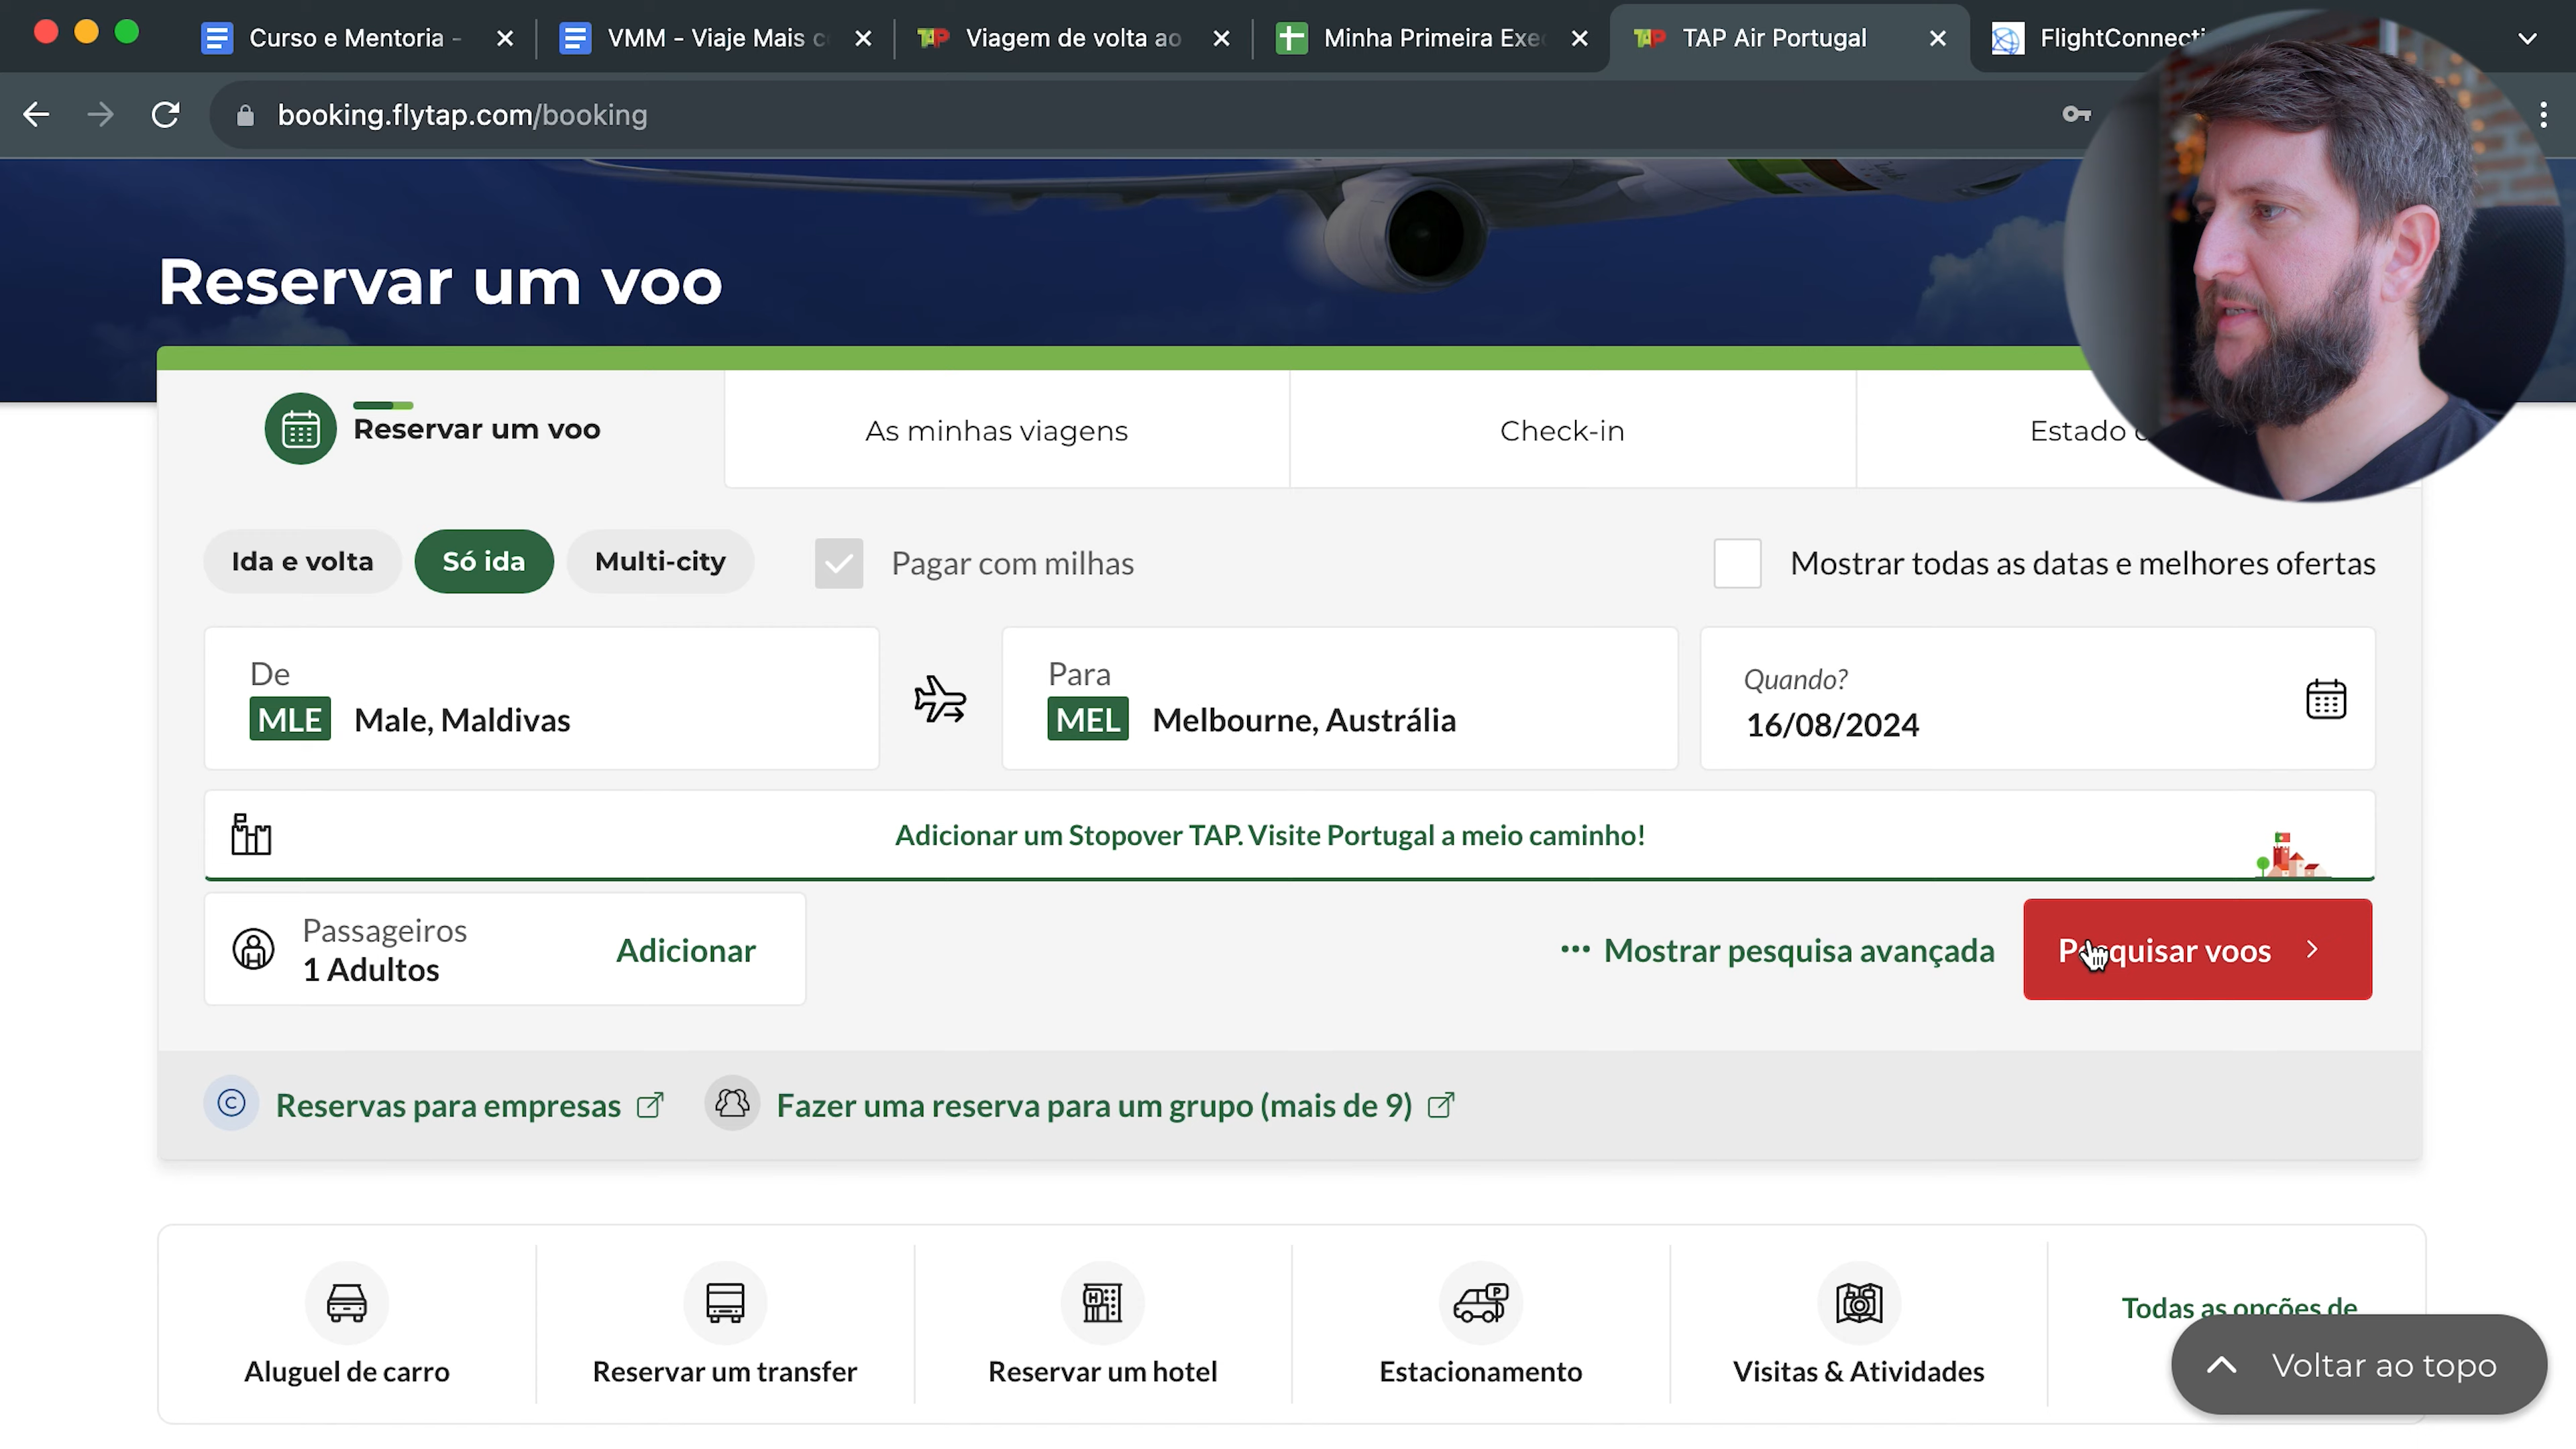 Curso e Mentoria -
VMM - Viaje Mais c
TAP Viagem de volta ao
Minha Primeira Exe
TAP TAP Air Portugal
FlightConnecti
booking.flytap.com/booking
Reservar um voo
Reservar um voo
As minhas viagens
Check-in
Estado
Ida e volta
Só ida
Multi-city
Pagar com milhas
Mostrar todas as datas e melhores ofertas
De
MLE Male, Maldivas
Para
MEL Melbourne, Austrália
Quando?
16/08/2024
Adicionar um Stopover TAP. Visite Portugal a meio caminho!
Passageiros
1 Adultos
Adicionar
Mostrar pesquisa avançada
Pesquisar voos
Reservas para empresas
Fazer uma reserva para um grupo (mais de 9)
Aluguel de carro
Reservar um transfer
Reservar um hotel
Estacionamento
Visitas & Atividades
Todas as opções de
Voltar ao topo